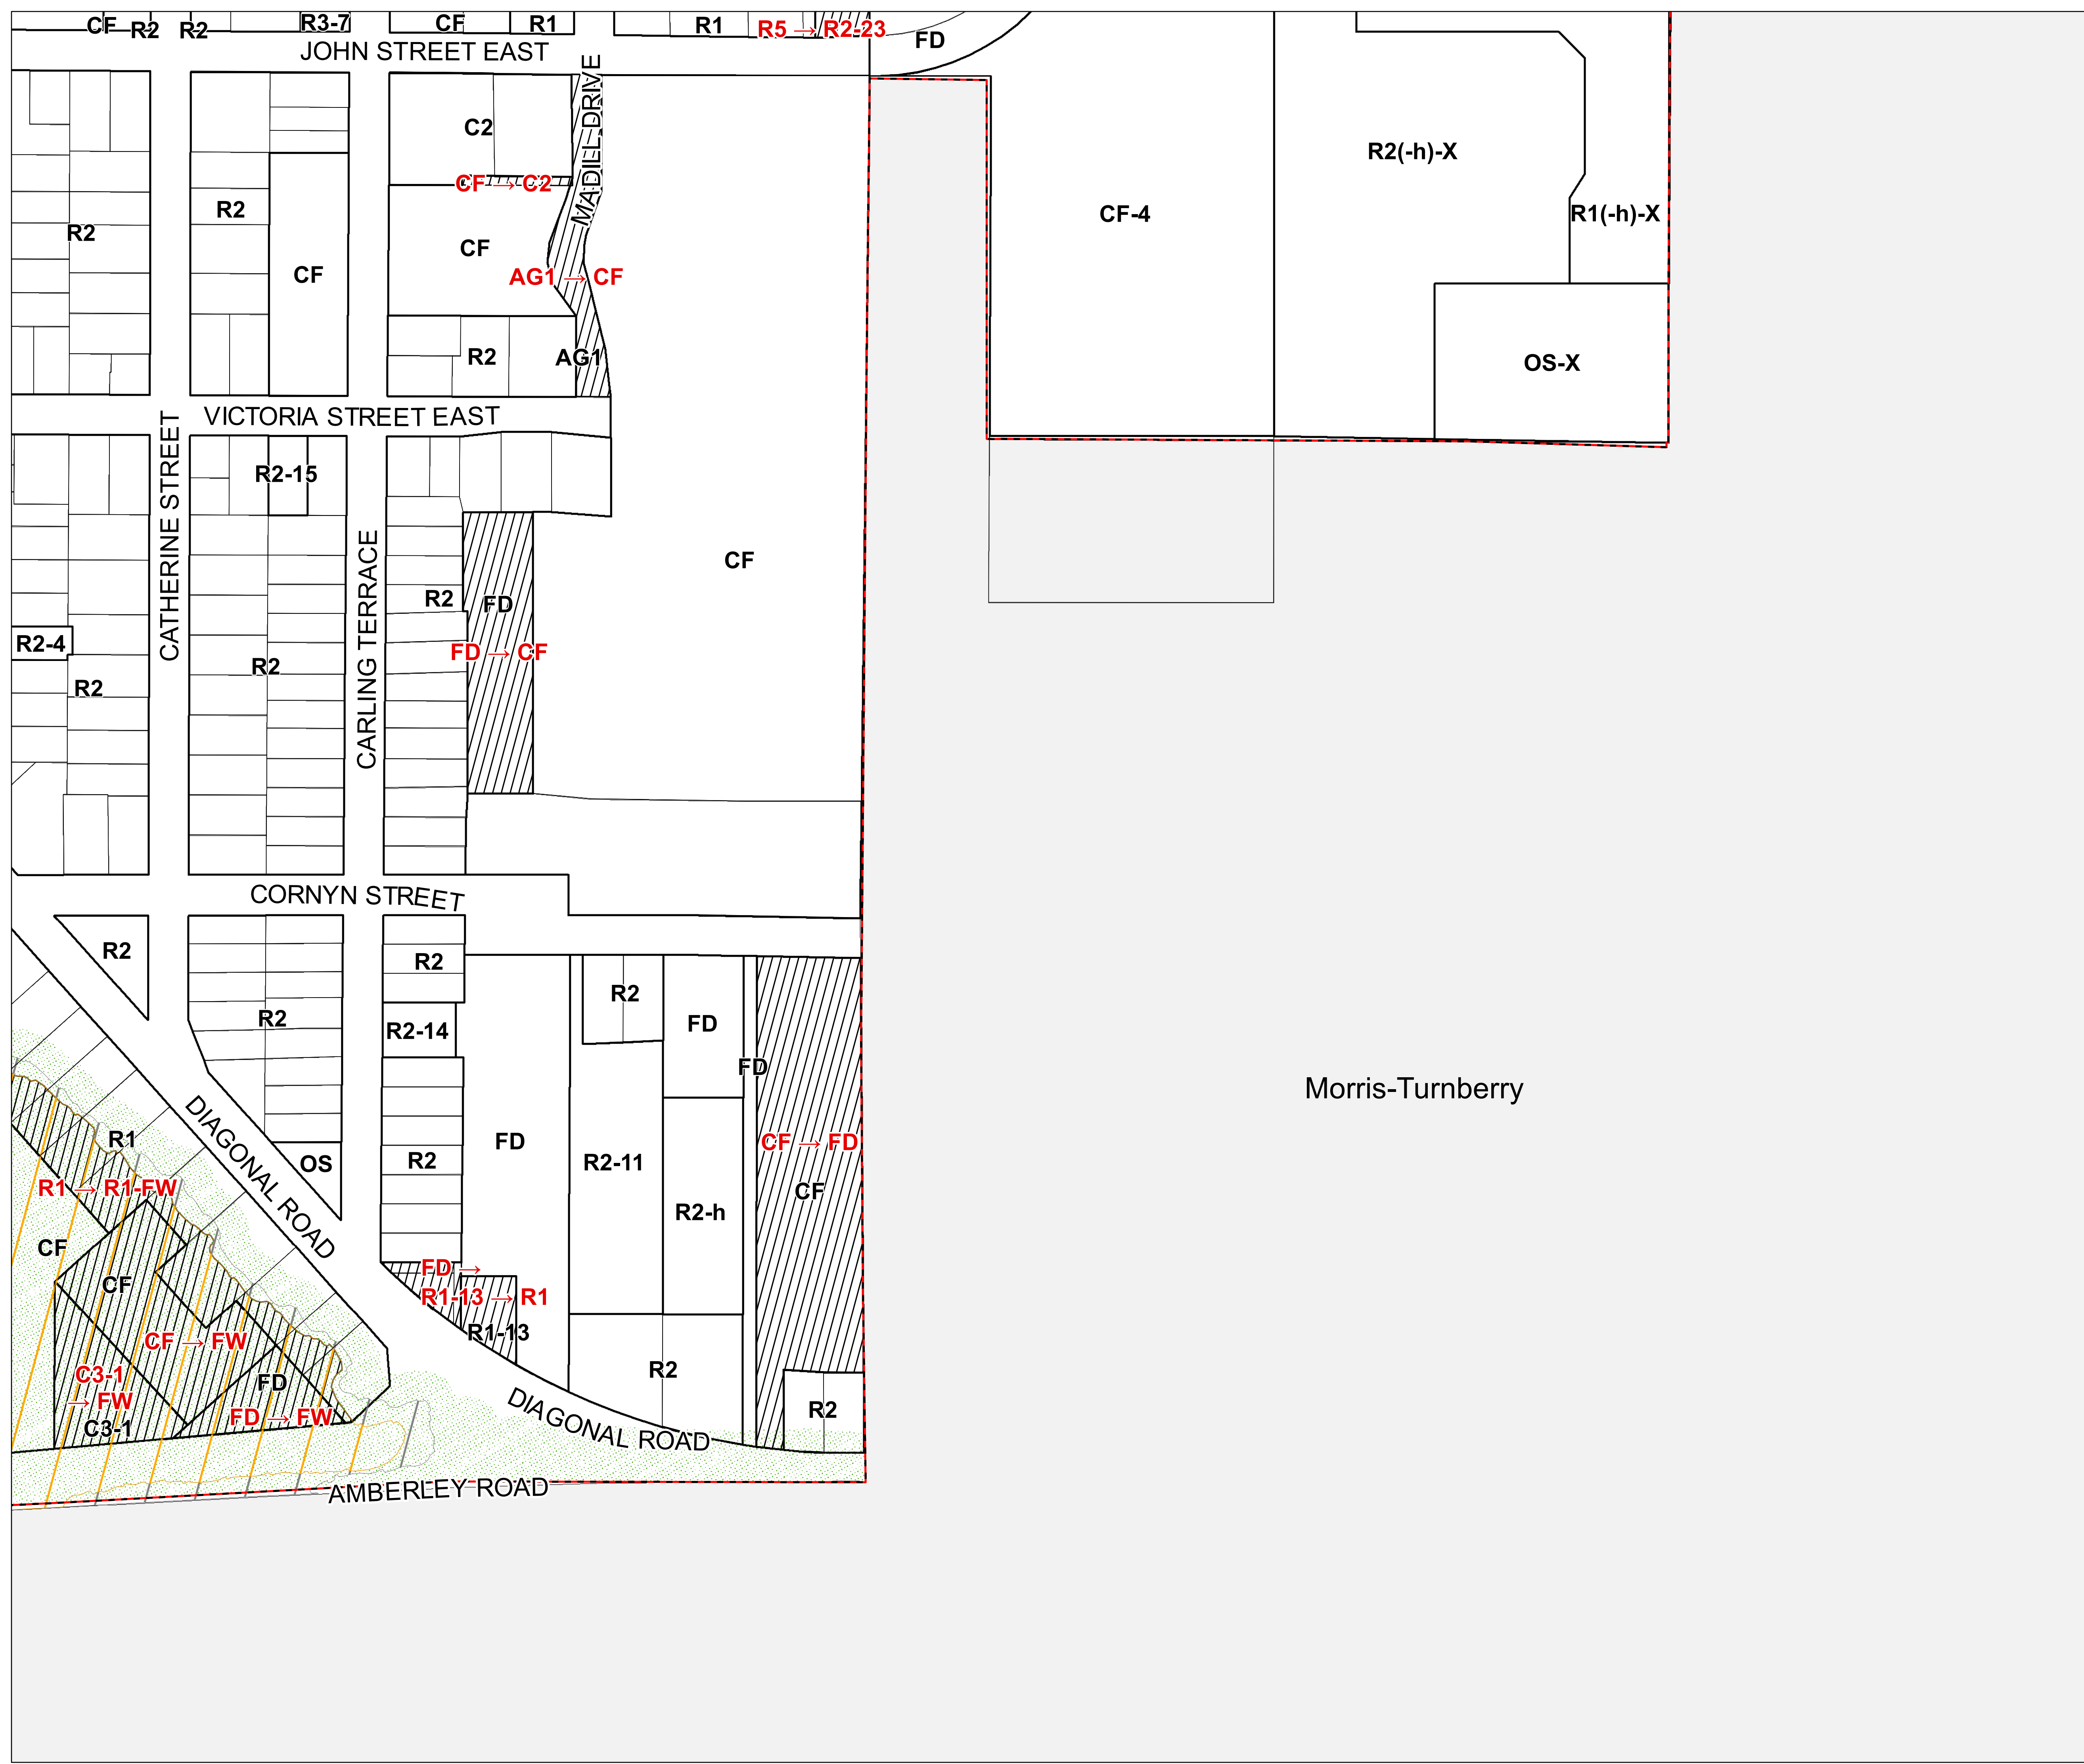 CF
R2
R2
R3-7
CF
R1
R1
R5 → R2-23
FD
JOHN STREET EAST
MADILL DRIVE
C2
R2(-h)-X
CF → C2
R2
CF-4
R1(-h)-X
R2
CF
CF
AG1 → CF
R2
AG1
OS-X
VICTORIA STREET EAST
CATHERINE STREET
R2-15
CARLING TERRACE
CF
R2
FD
R2-4
FD → CF
R2
R2
CORNYN STREET
R2
R2
R2
R2
R2-14
FD
FD
Morris-Turnberry
DIAGONAL ROAD
R1
FD
CF → FD
OS
R2
R2-11
R1 → R1-FW
CF
R2-h
CF
CF
FD →
R1-13 → R1
R1-13
CF → FW
C3-1
→ FW
FD
R2
C3-1
FD → FW
DIAGONAL ROAD
R2
AMBERLEY ROAD